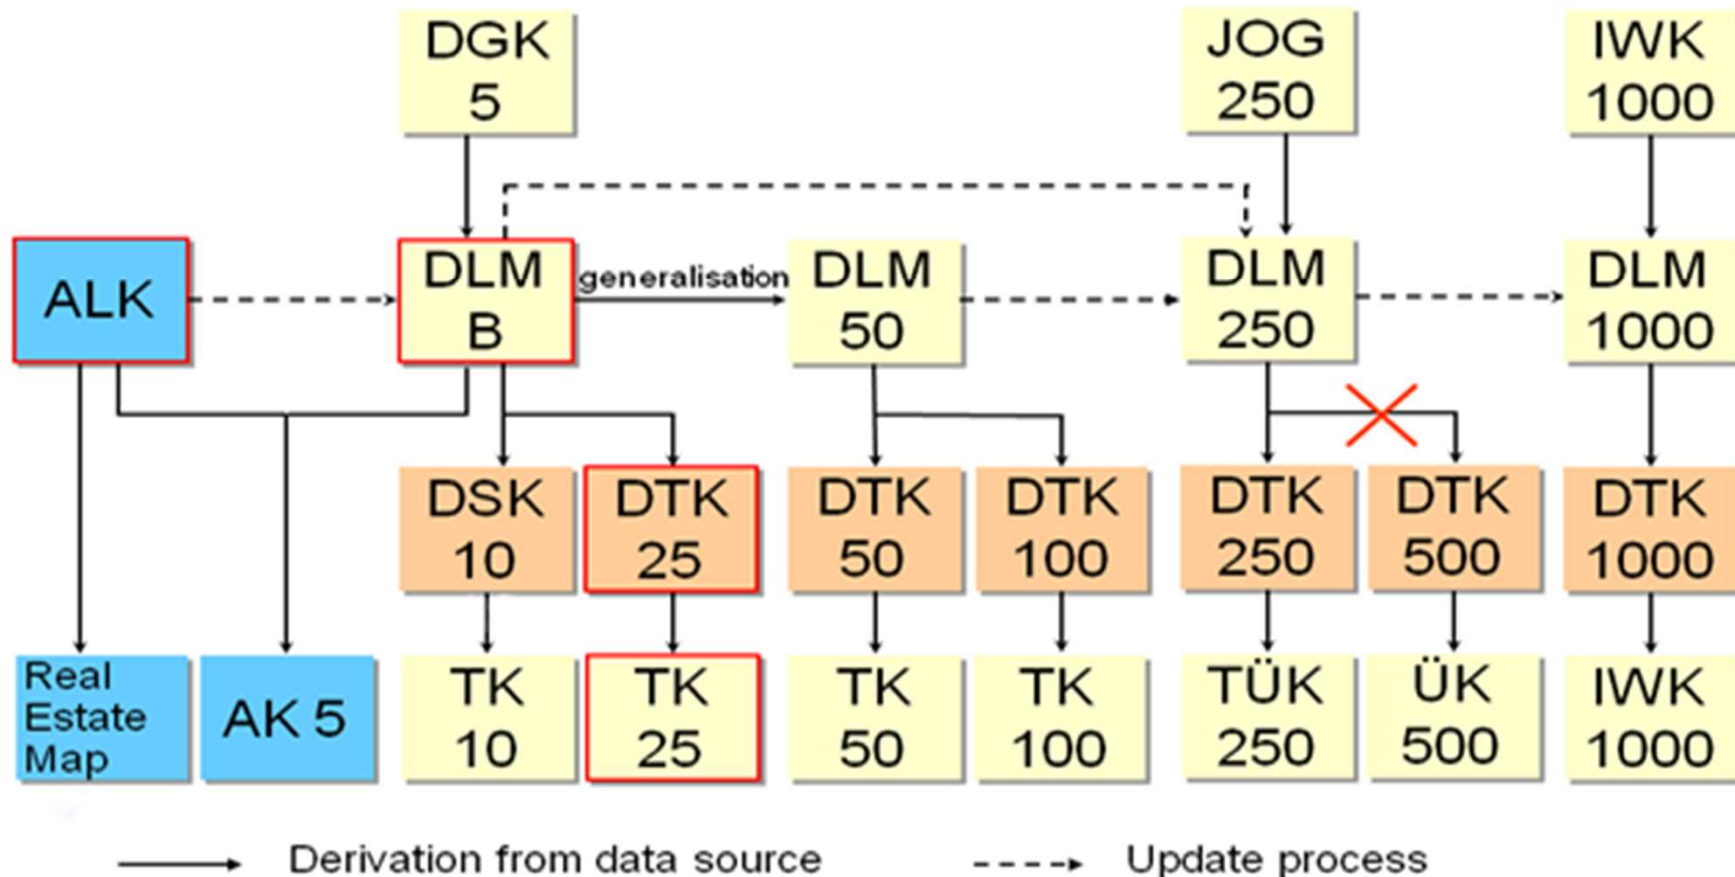 DGK
5
JOG
250
IWK
1000
ALK
DLM
B
generalisation
DLM
50
DLM
250
DLM
1000
DSK
10
DTK
25
DTK
50
DTK
100
DTK
250
DTK
500
DTK
1000
Real
Estate
Map
AK 5
TK
10
TK
25
TK
50
TK
100
TÜK
250
ÜK
500
IWK
1000
Derivation from data source
Update process